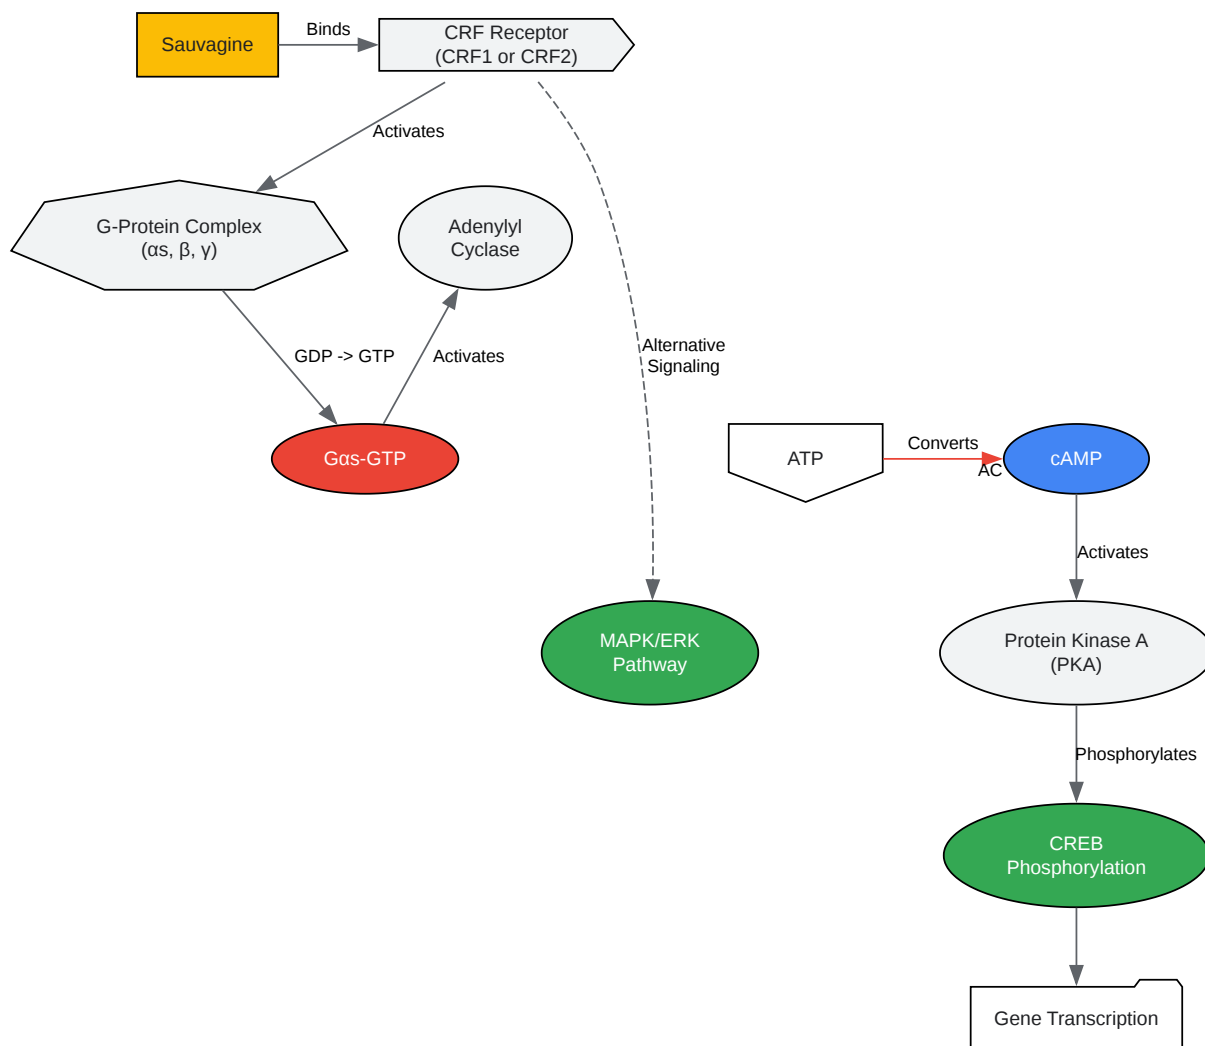 Sauvagine
Binds
CRF Receptor
(CRF1 or CRF2)
Activates
G-Protein Complex
(αs, β, γ)
Adenylyl
Cyclase
GDP -> GTP
Activates
Alternative
Signaling
Gαs-GTP
ATP
Converts
AC
cAMP
Activates
MAPK/ERK
Pathway
Protein Kinase A
(PKA)
Phosphorylates
CREB
Phosphorylation
Gene Transcription